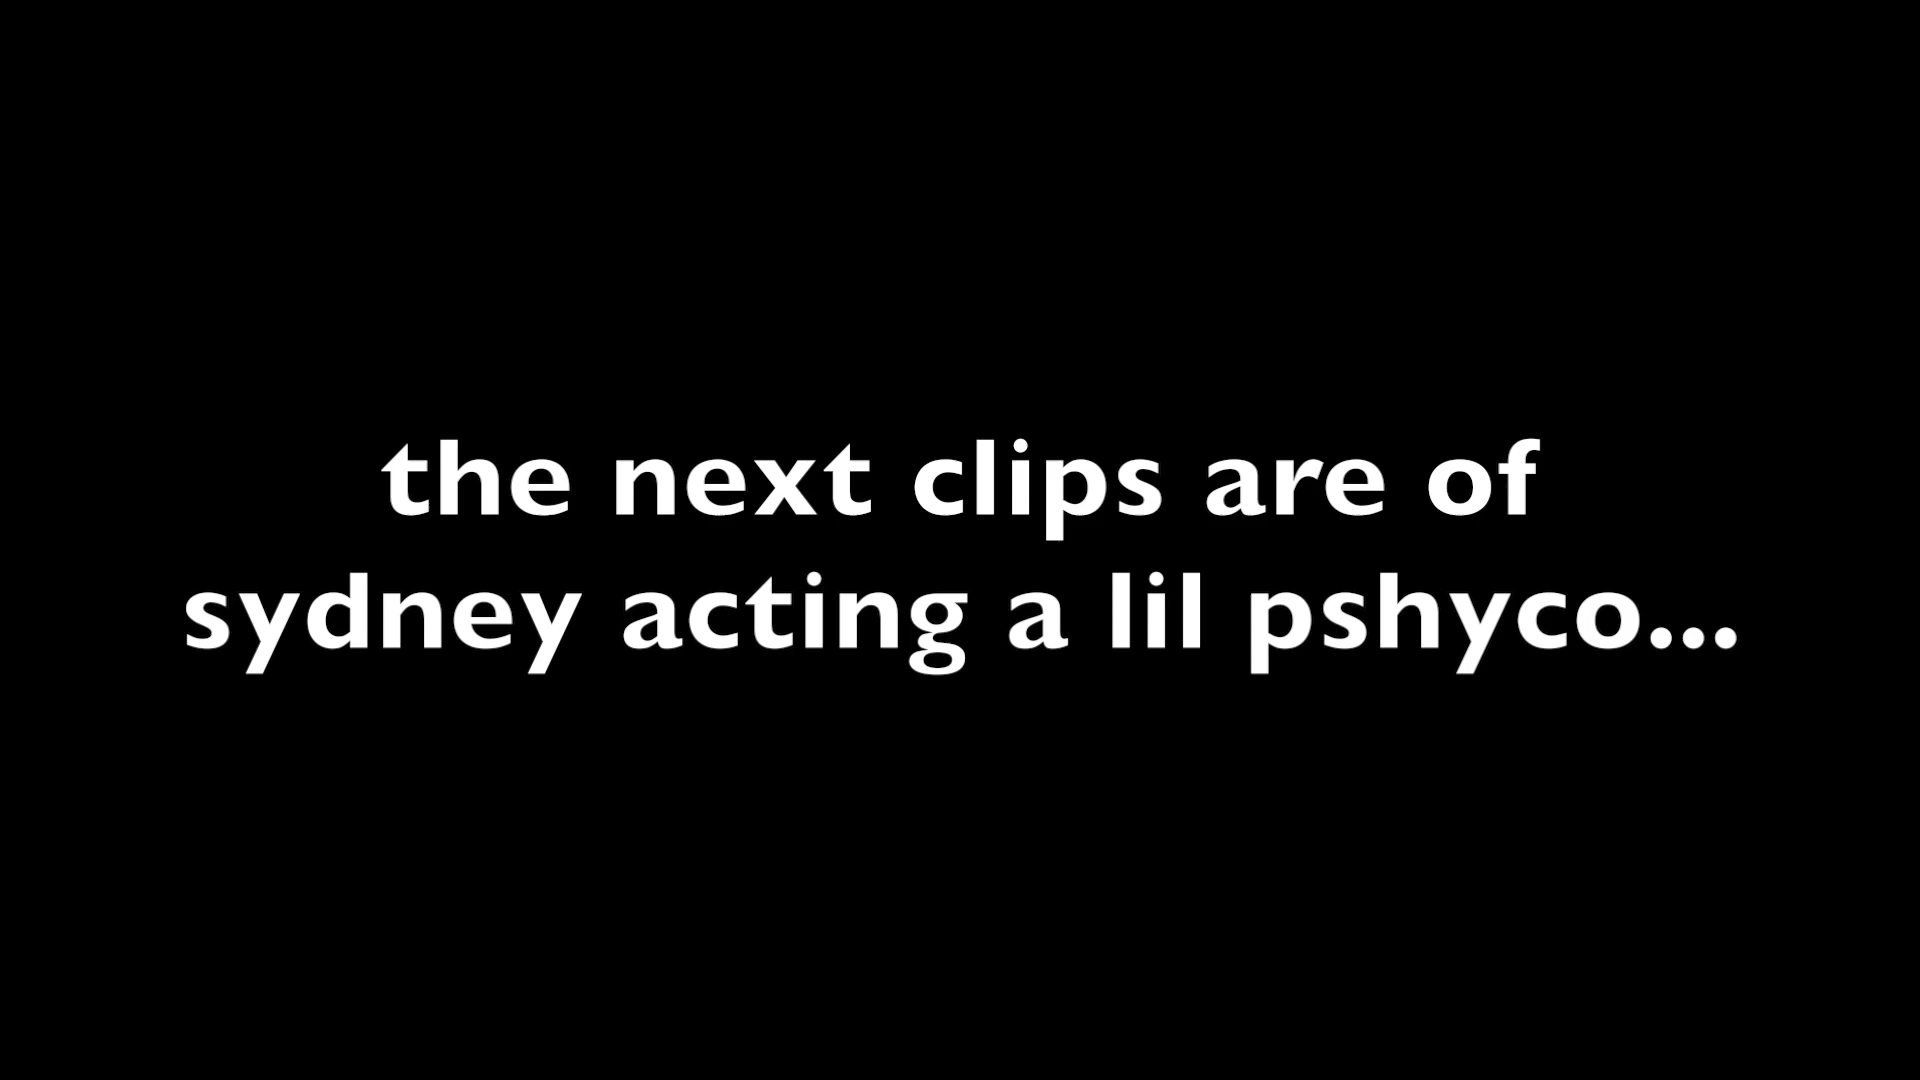 the next clips are of
sydney acting a lil pshyco...